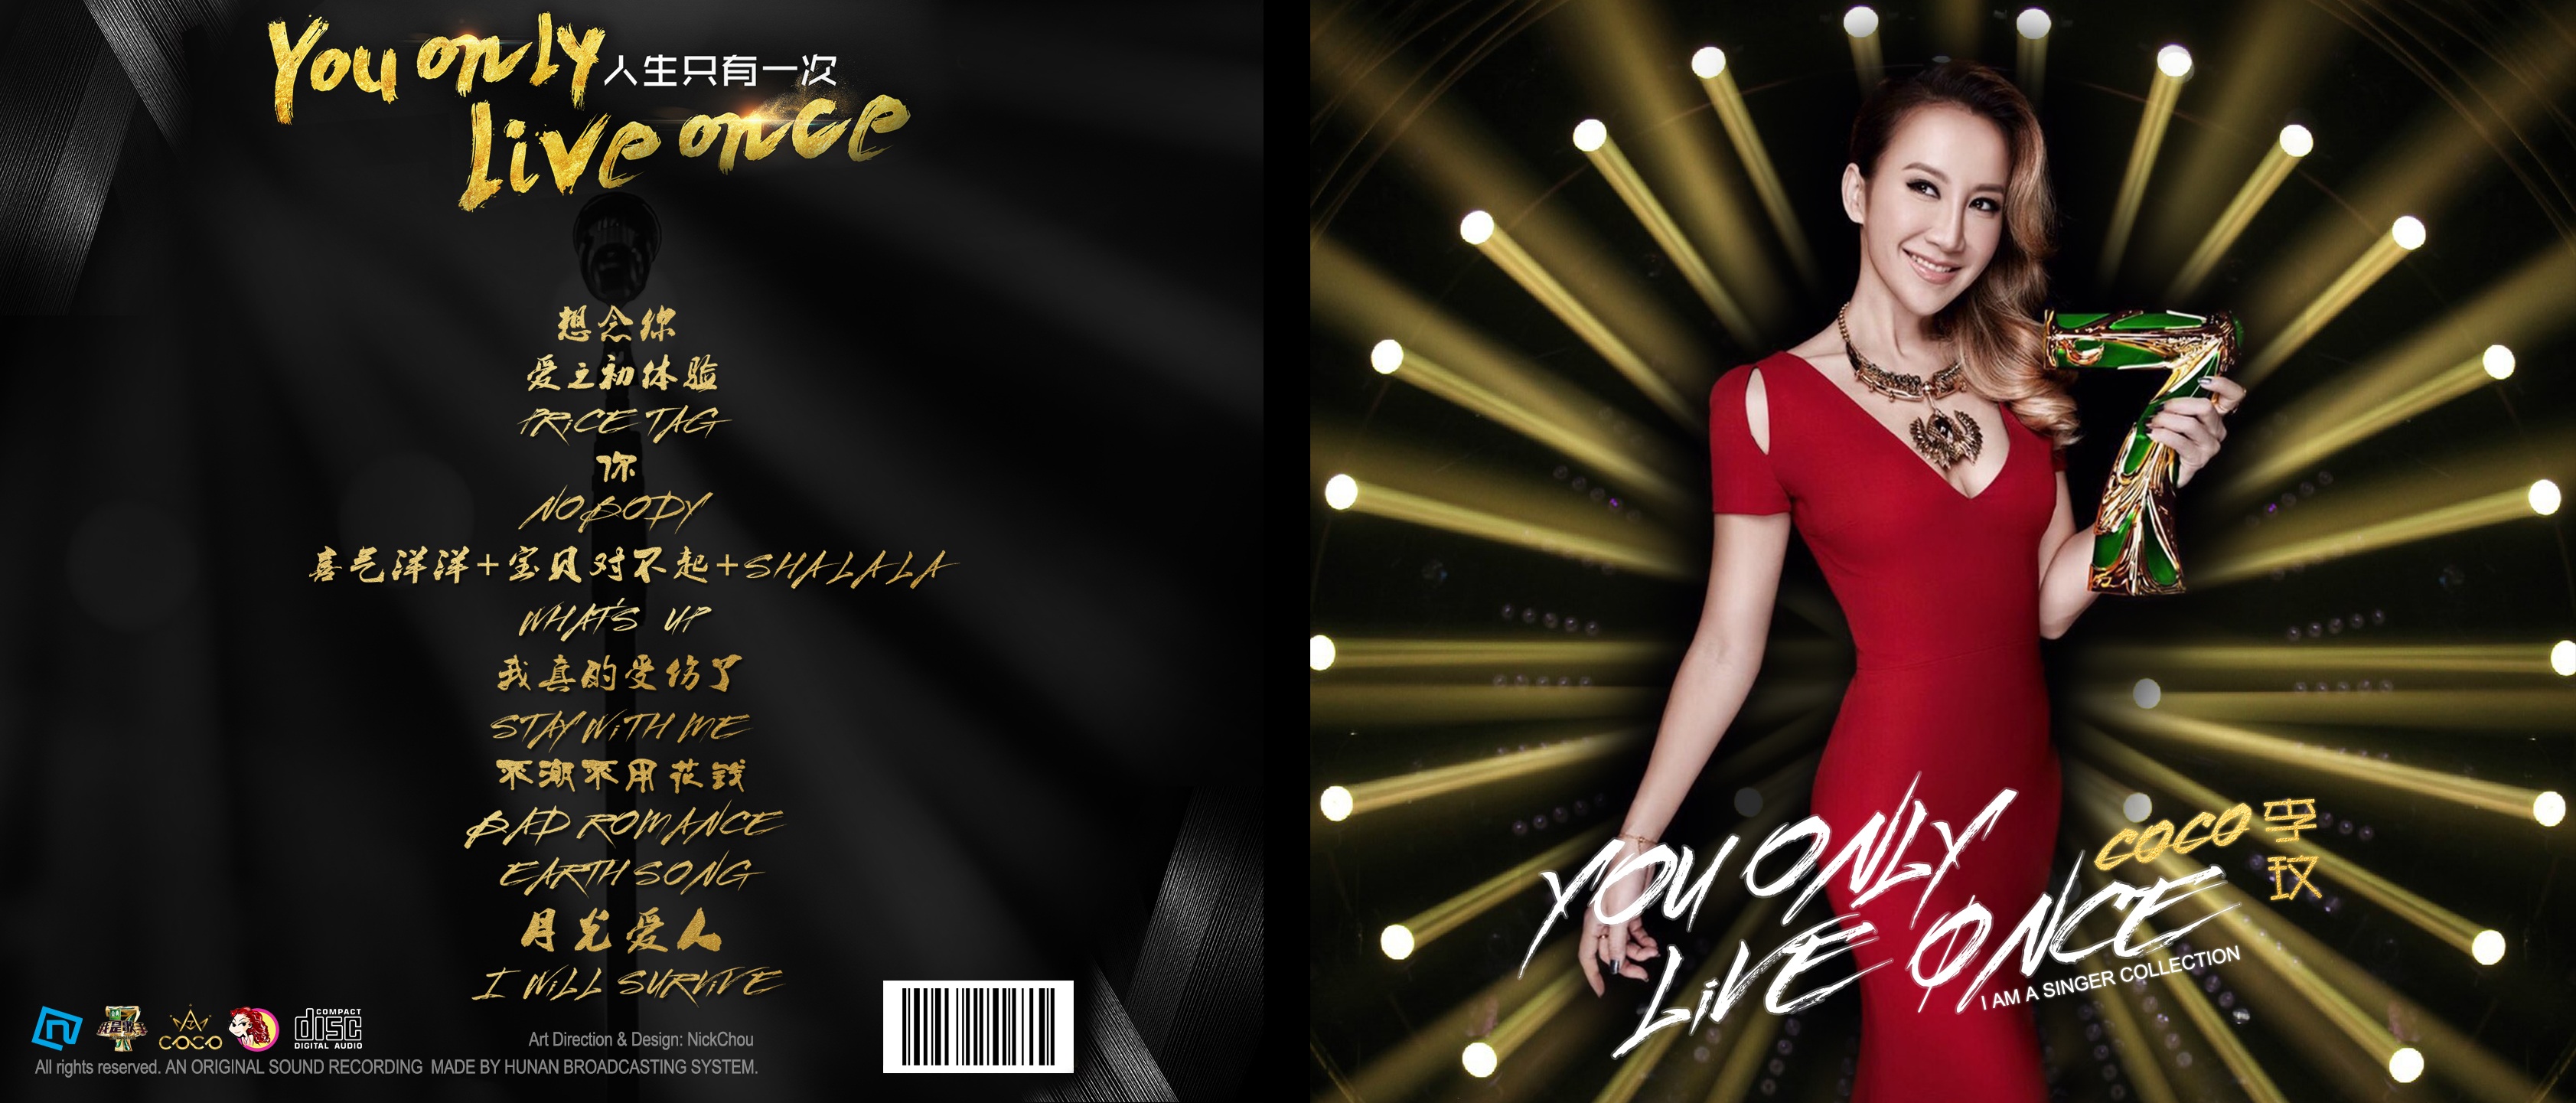 You only
人生只有一次
Live once
想念你
爱之初体验
PRiCE TAG
你
NOBODY
喜气洋洋+宝贝对不起+SHALALA
WHAT'S UP
我真的受伤了
STAY WiTH ME
不潮不用花钱
BAD ROMANCE
EARTH SONG
月光爱人
I WiLL SURViVE
COCO
COMPACT
disc
DIGITAL AUDIO
Art Direction & Design: NickChou
All rights reserved. AN ORIGINAL SOUND RECORDING MADE BY HUNAN BROADCASTING SYSTEM.
YOU ONLY
LiVE ONCE
COCO 李玟
I AM A SINGER COLLECTION